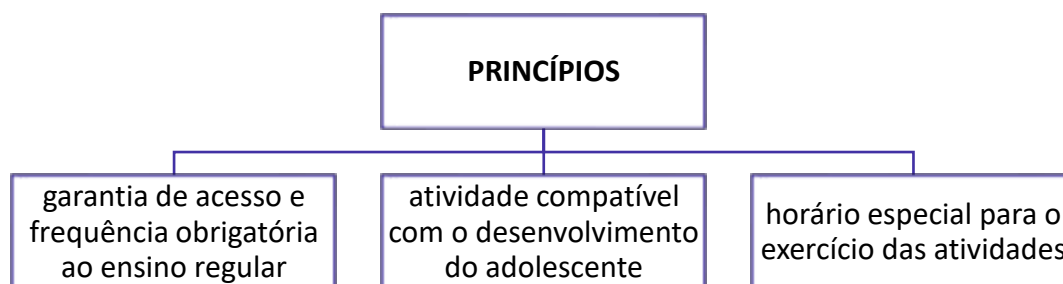 PRINCÍPIOS
garantia de acesso e
frequência obrigatória
ao ensino regular
atividade compatível
com o desenvolvimento
do adolescente
horário especial para o
exercício das atividades